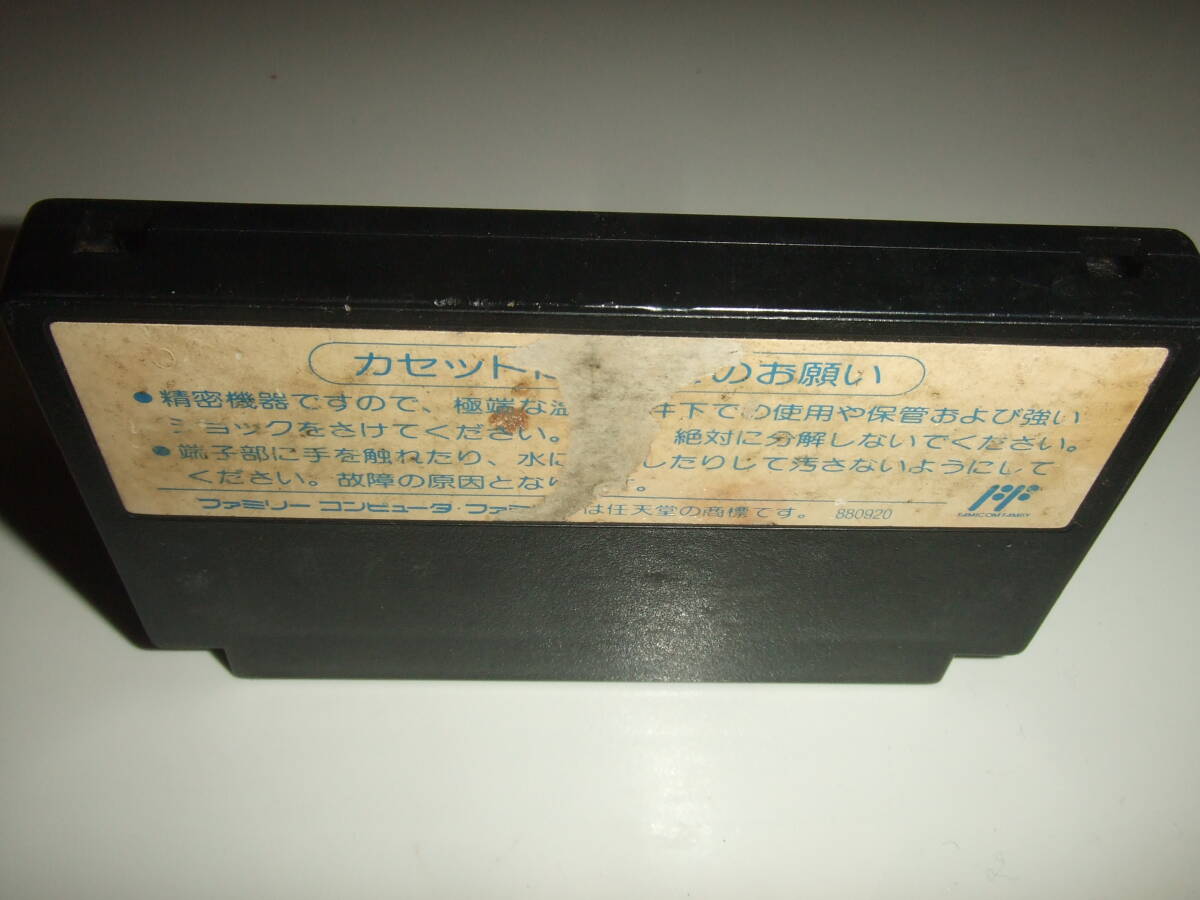 カセット のお願い
●精密機器ですので、極端な温 下での使用や保管および強い
ショックをさけてください。 絶対に分解しないでください。
●端子部に手を触れたり、水に したりして汚さないようにして
ください。故障の原因とな す。
ファミリーコンピュータ・ファミ は任天堂の商標です。 880920
FAMICOM FAMILY